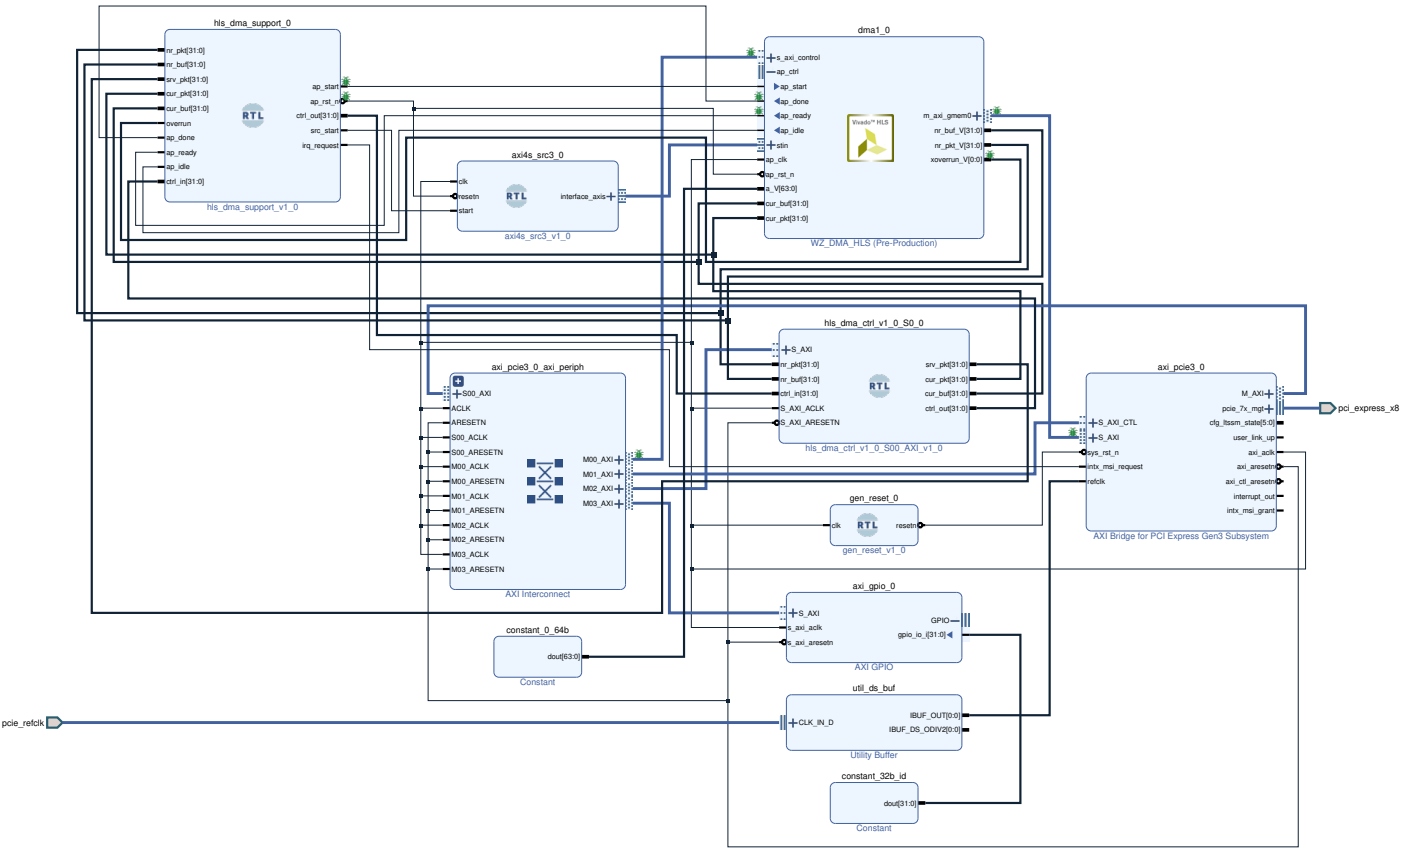 hls_dma_support_0
nr_pkt[31:0]
nr_buf[31:0]
srv_pkt[31:0]
cur_pkt[31:0]
cur_buf[31:0]
overrun
ap_done
ap_ready
ap_idle
ctrl_in[31:0]
RTL
ap_start
ap_rst_n
ctrl_out[31:0]
src_start
irq_request
hls_dma_support_v1_0
axi4s_src3_0
clk
resetn
start
RTL
interface_axis
axi4s_src3_v1_0
dma1_0
s_axi_control
ap_ctrl
ap_start
ap_done
ap_ready
ap_idle
stin
ap_clk
ap_rst_n
a_V[63:0]
cur_buf[31:0]
cur_pkt[31:0]
Vivado™ HLS
m_axi_gmem0
nr_buf_V[31:0]
nr_pkt_V[31:0]
xoverrun_V[0:0]
WZ_DMA_HLS (Pre-Production)
hls_dma_ctrl_v1_0_S0_0
S_AXI
nr_pkt[31:0]
nr_buf[31:0]
ctrl_in[31:0]
S_AXI_ACLK
S_AXI_ARESETN
RTL
srv_pkt[31:0]
cur_pkt[31:0]
cur_buf[31:0]
ctrl_out[31:0]
hls_dma_ctrl_v1_0_S00_AXI_v1_0
axi_pcie3_0_axi_periph
S00_AXI
ACLK
ARESETN
S00_ACLK
S00_ARESETN
M00_ACLK
M00_ARESETN
M01_ACLK
M01_ARESETN
M02_ACLK
M02_ARESETN
M03_ACLK
M03_ARESETN
M00_AXI
M01_AXI
M02_AXI
M03_AXI
AXI Interconnect
axi_pcie3_0
S_AXI_CTL
S_AXI
sys_rst_n
intx_msi_request
refclk
M_AXI
pcie_7x_mgt
cfg_ltssm_state[5:0]
user_link_up
axi_aclk
axi_aresetn
axi_ctl_aresetn
interrupt_out
intx_msi_grant
AXI Bridge for PCI Express Gen3 Subsystem
pci_express_x8
gen_reset_0
clk
RTL
resetn
gen_reset_v1_0
axi_gpio_0
S_AXI
s_axi_aclk
s_axi_aresetn
GPIO
gpio_io_i[31:0]
AXI GPIO
constant_0_64b
dout[63:0]
Constant
util_ds_buf
CLK_IN_D
IBUF_OUT[0:0]
IBUF_DS_ODIV2[0:0]
Utility Buffer
pcie_refclk
constant_32b_id
dout[31:0]
Constant